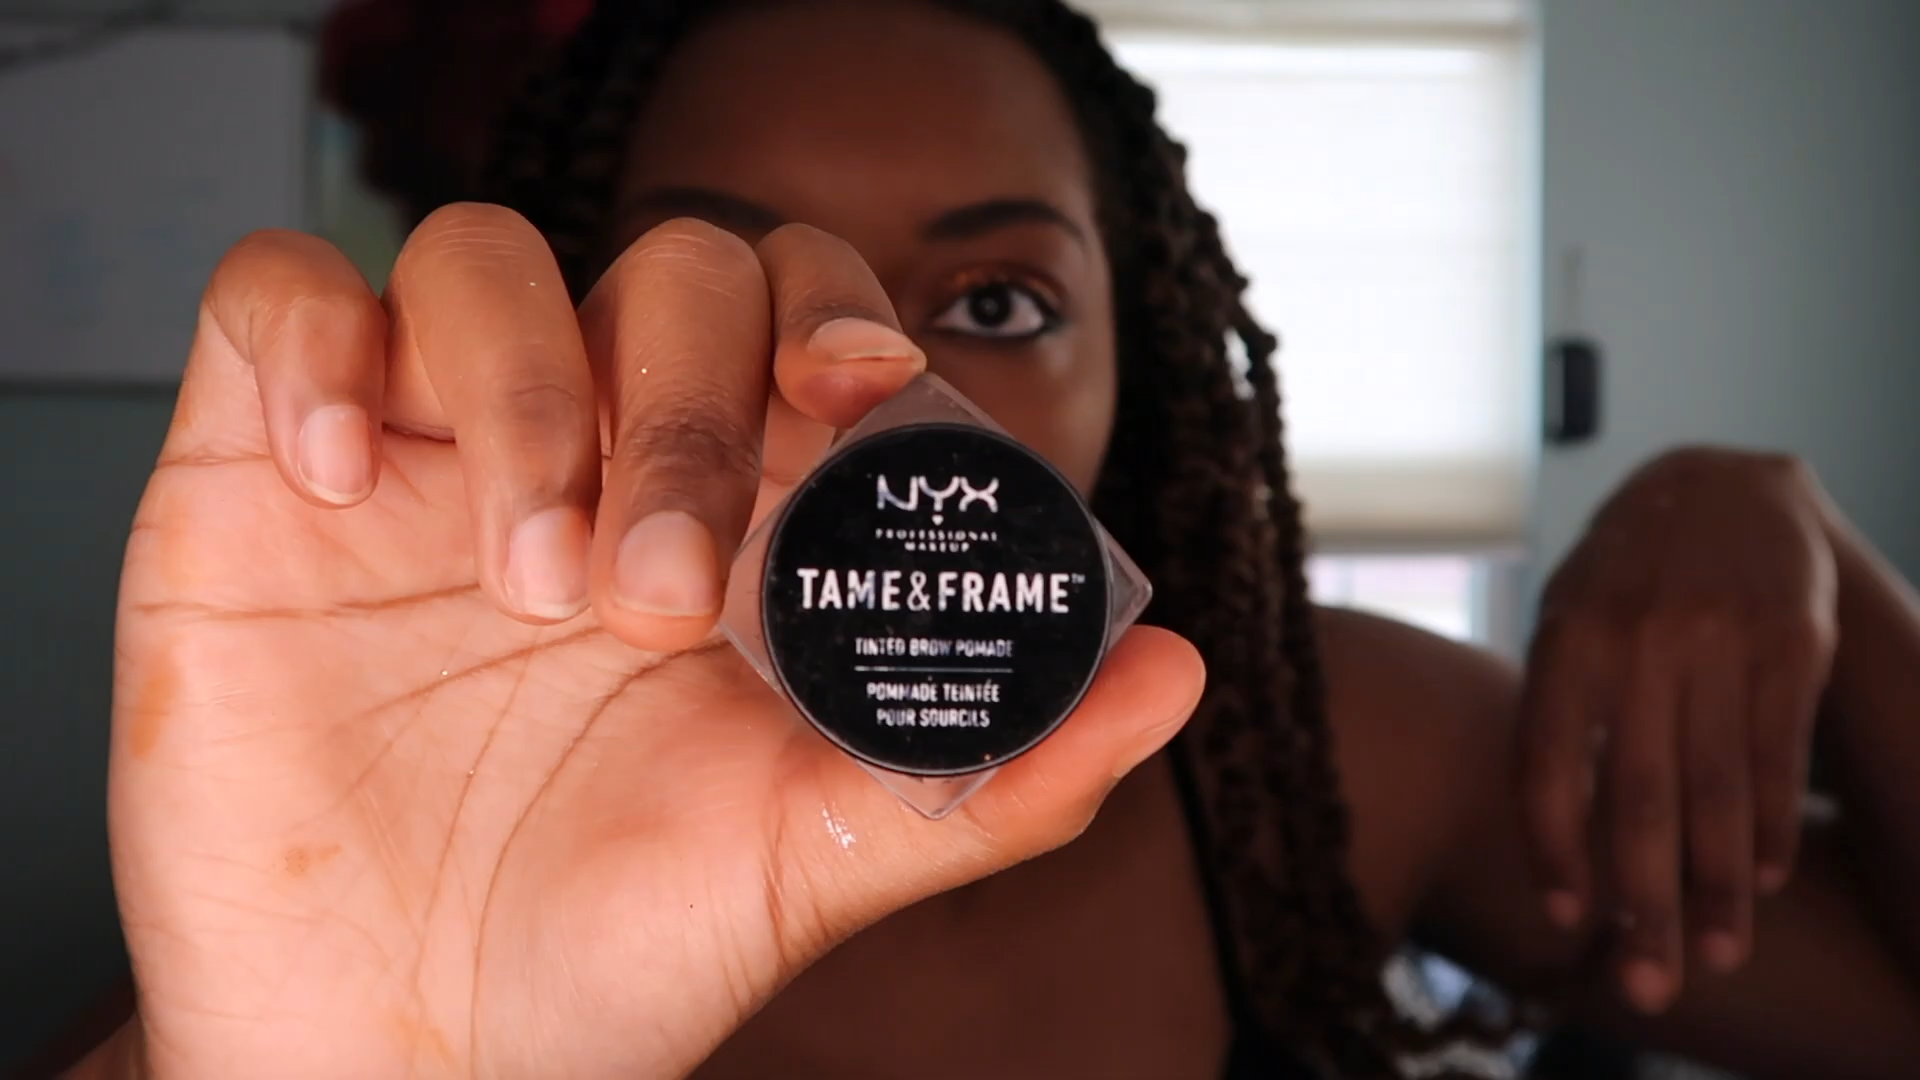 NYX
PROFESSIONAL
MAKEUP
TAME&FRAME™
TINTED BROW POMADE
POMMADE TEINTÉE
POUR SOURCILS